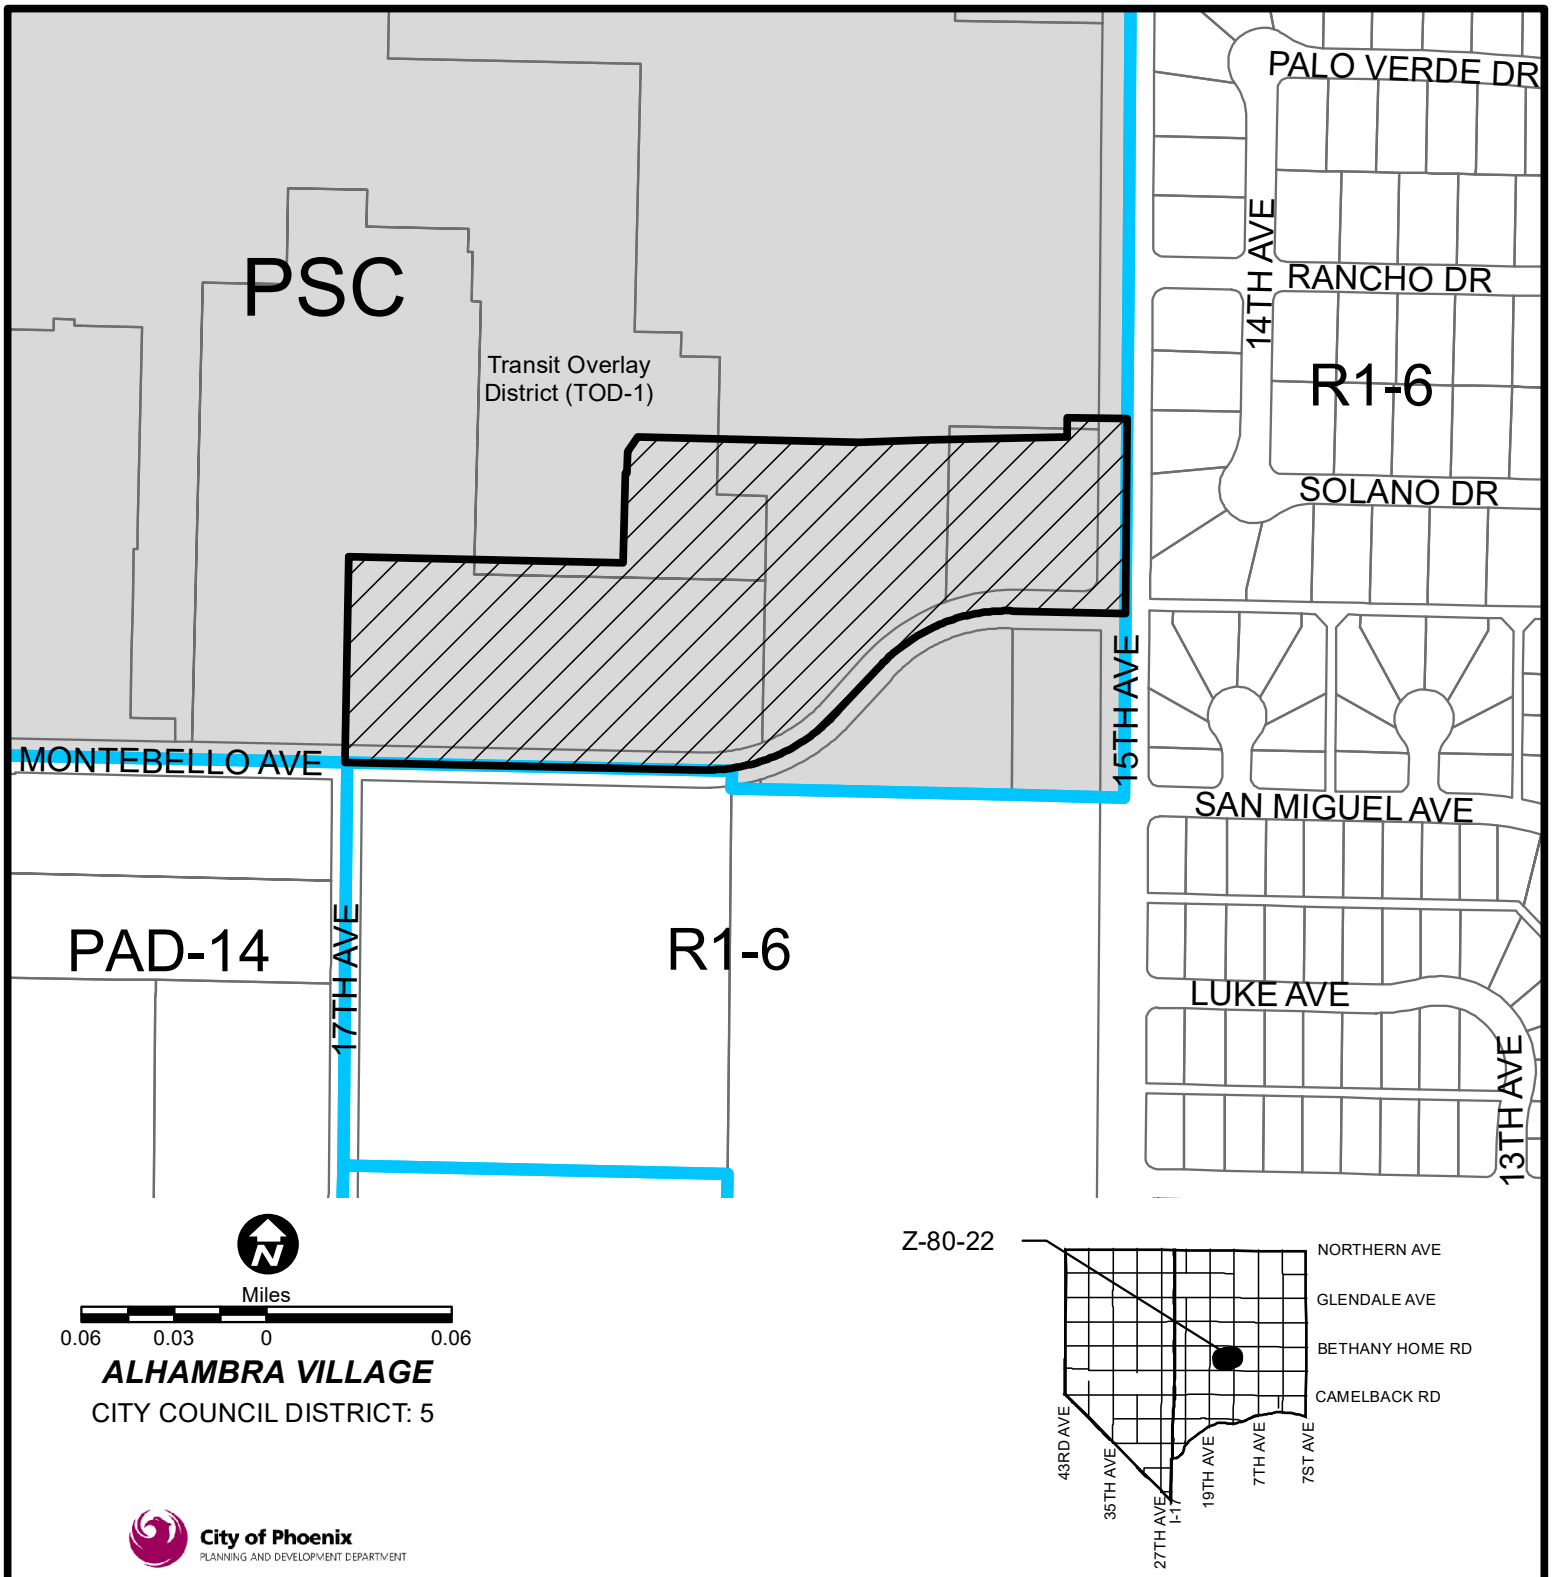 PALO VERDE DR
14TH AVE
RANCHO DR
PSC
Transit Overlay
District (TOD-1)
R1-6
SOLANO DR
15TH AVE
MONTEBELLO AVE
SAN MIGUEL AVE
PAD-14
17TH AVE
R1-6
LUKE AVE
13TH AVE
N
Miles
0.06 0.03 0 0.06
ALHAMBRA VILLAGE
CITY COUNCIL DISTRICT: 5
Z-80-22
NORTHERN AVE
GLENDALE AVE
BETHANY HOME RD
CAMELBACK RD
43RD AVE
35TH AVE
27TH AVE
I-17
19TH AVE
7TH AVE
7ST AVE
City of Phoenix
PLANNING AND DEVELOPMENT DEPARTMENT